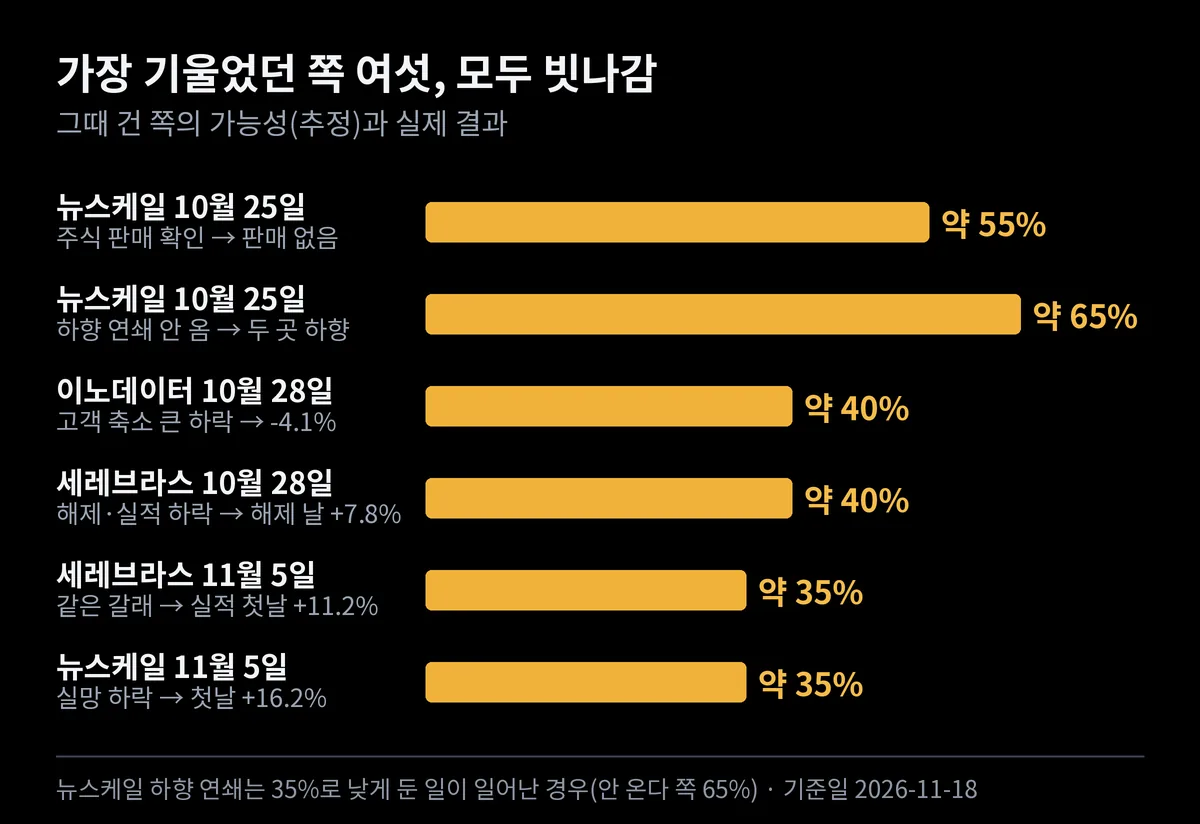 가장 기울었던 쪽 여섯, 모두 빗나감
그때 건 쪽의 가능성(추정)과 실제 결과
뉴스케일 10월 25일
주식 판매 확인 → 판매 없음
약 55%
뉴스케일 10월 25일
하향 연쇄 안 옴 → 두 곳 하향
약 65%
이노데이터 10월 28일
고객 축소 큰 하락 → -4.1%
약 40%
세레브라스 10월 28일
해제·실적 하락 → 해제 날 +7.8%
약 40%
세레브라스 11월 5일
같은 갈래 → 실적 첫날 +11.2%
약 35%
뉴스케일 11월 5일
실망 하락 → 첫날 +16.2%
약 35%
뉴스케일 하향 연쇄는 35%로 낮게 둔 일이 일어난 경우(안 온다 쪽 65%) · 기준일 2026-11-18